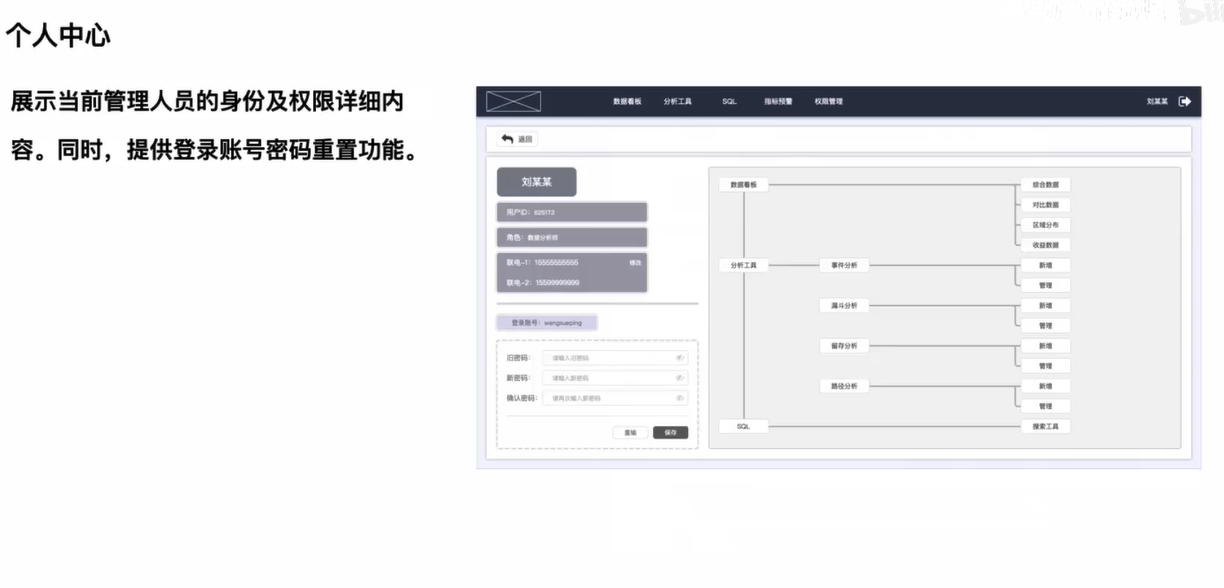 个人中心
展示当前管理人员的身份及权限详细内
容。同时，提供登录账号密码重置功能。
数据看板 分析工具 SQL 指标预警 权限管理 刘某某
返回
刘某某
用户ID：825173
角色：数据分析师
联电-1：15555555555 修改
联电-2：15599999999
登录账号：wengxueping
旧密码： 请输入旧密码
新密码： 请输入新密码
确认密码： 请再次输入新密码
重输 保存
数据看板 综合数据
对比数据
区域分布
收益数据
分析工具 事件分析 新增
管理
漏斗分析 新增
管理
留存分析 新增
管理
路径分析 新增
管理
SQL 搜索工具